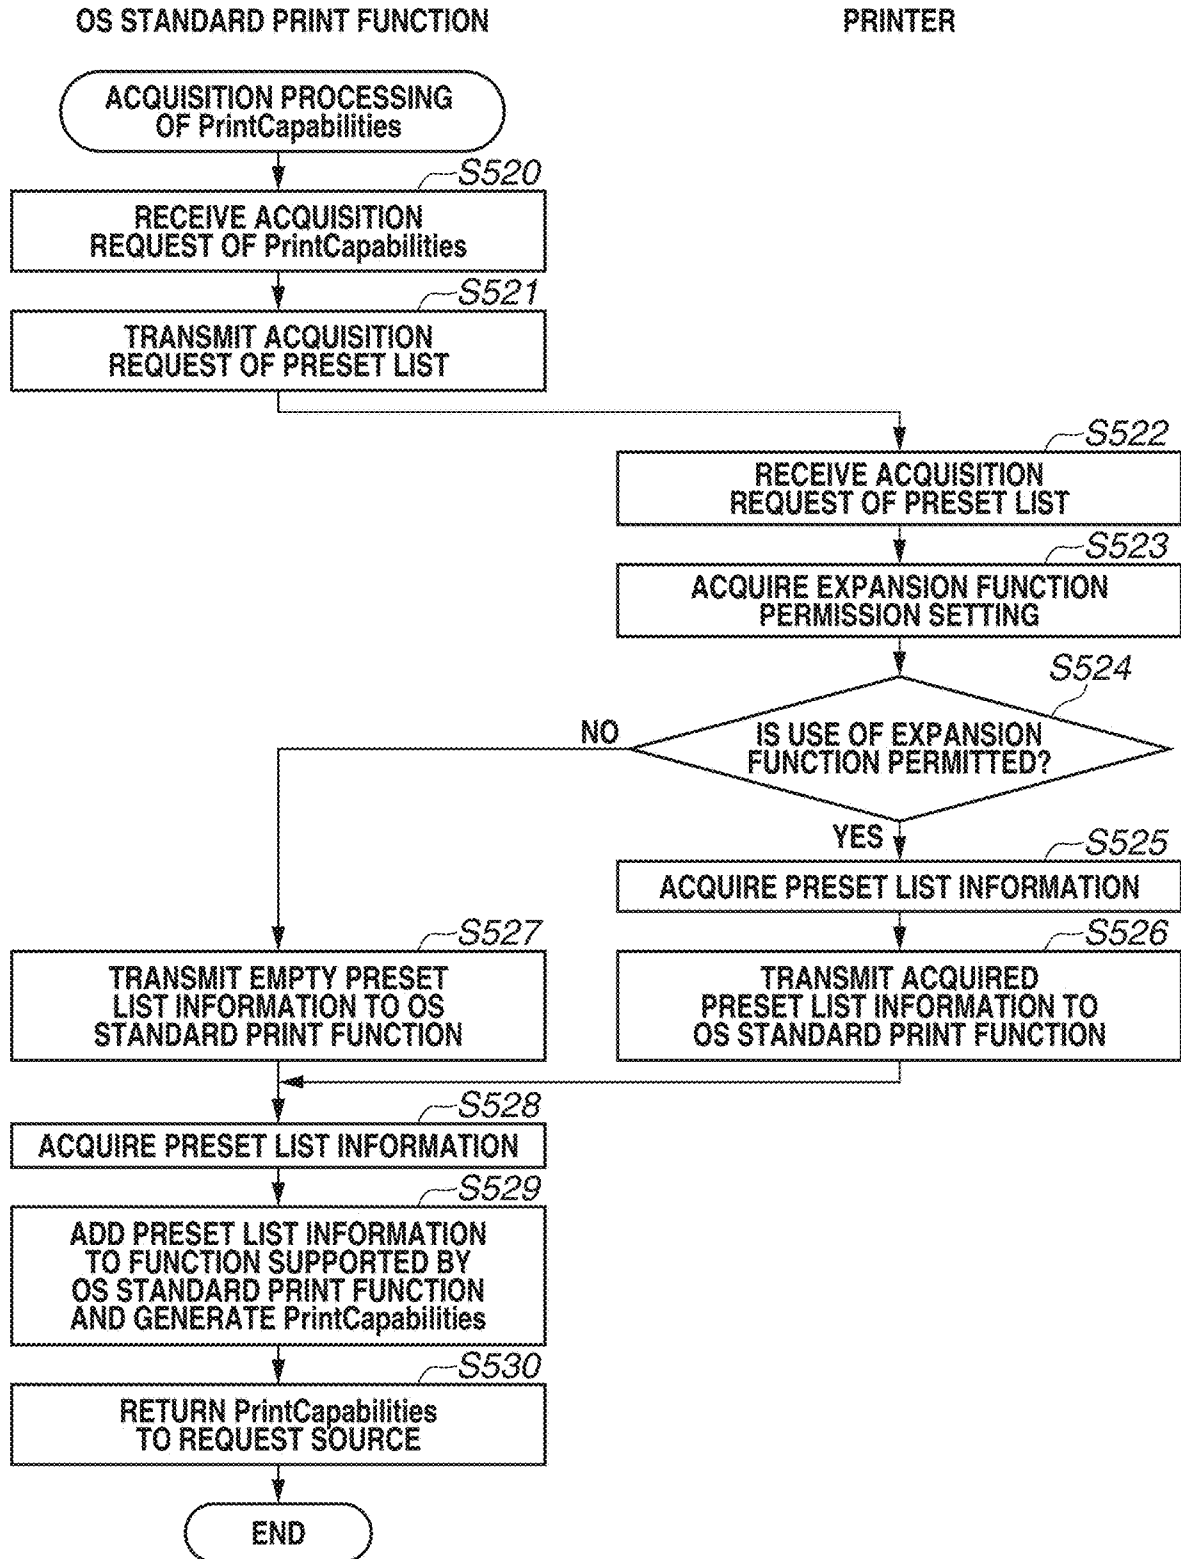 OS STANDARD PRINT FUNCTION
PRINTER
ACQUISITION PROCESSING
OF PrintCapabilities
S520
RECEIVE ACQUISITION
REQUEST OF PrintCapabilities
S521
TRANSMIT ACQUISITION
REQUEST OF PRESET LIST
S522
RECEIVE ACQUISITION
REQUEST OF PRESET LIST
S523
ACQUIRE EXPANSION FUNCTION
PERMISSION SETTING
S524
IS USE OF EXPANSION
FUNCTION PERMITTED?
NO
YES
S525
ACQUIRE PRESET LIST INFORMATION
S526
TRANSMIT ACQUIRED
PRESET LIST INFORMATION TO
OS STANDARD PRINT FUNCTION
S527
TRANSMIT EMPTY PRESET
LIST INFORMATION TO OS
STANDARD PRINT FUNCTION
S528
ACQUIRE PRESET LIST INFORMATION
S529
ADD PRESET LIST INFORMATION
TO FUNCTION SUPPORTED BY
OS STANDARD PRINT FUNCTION
AND GENERATE PrintCapabilities
S530
RETURN PrintCapabilities
TO REQUEST SOURCE
END